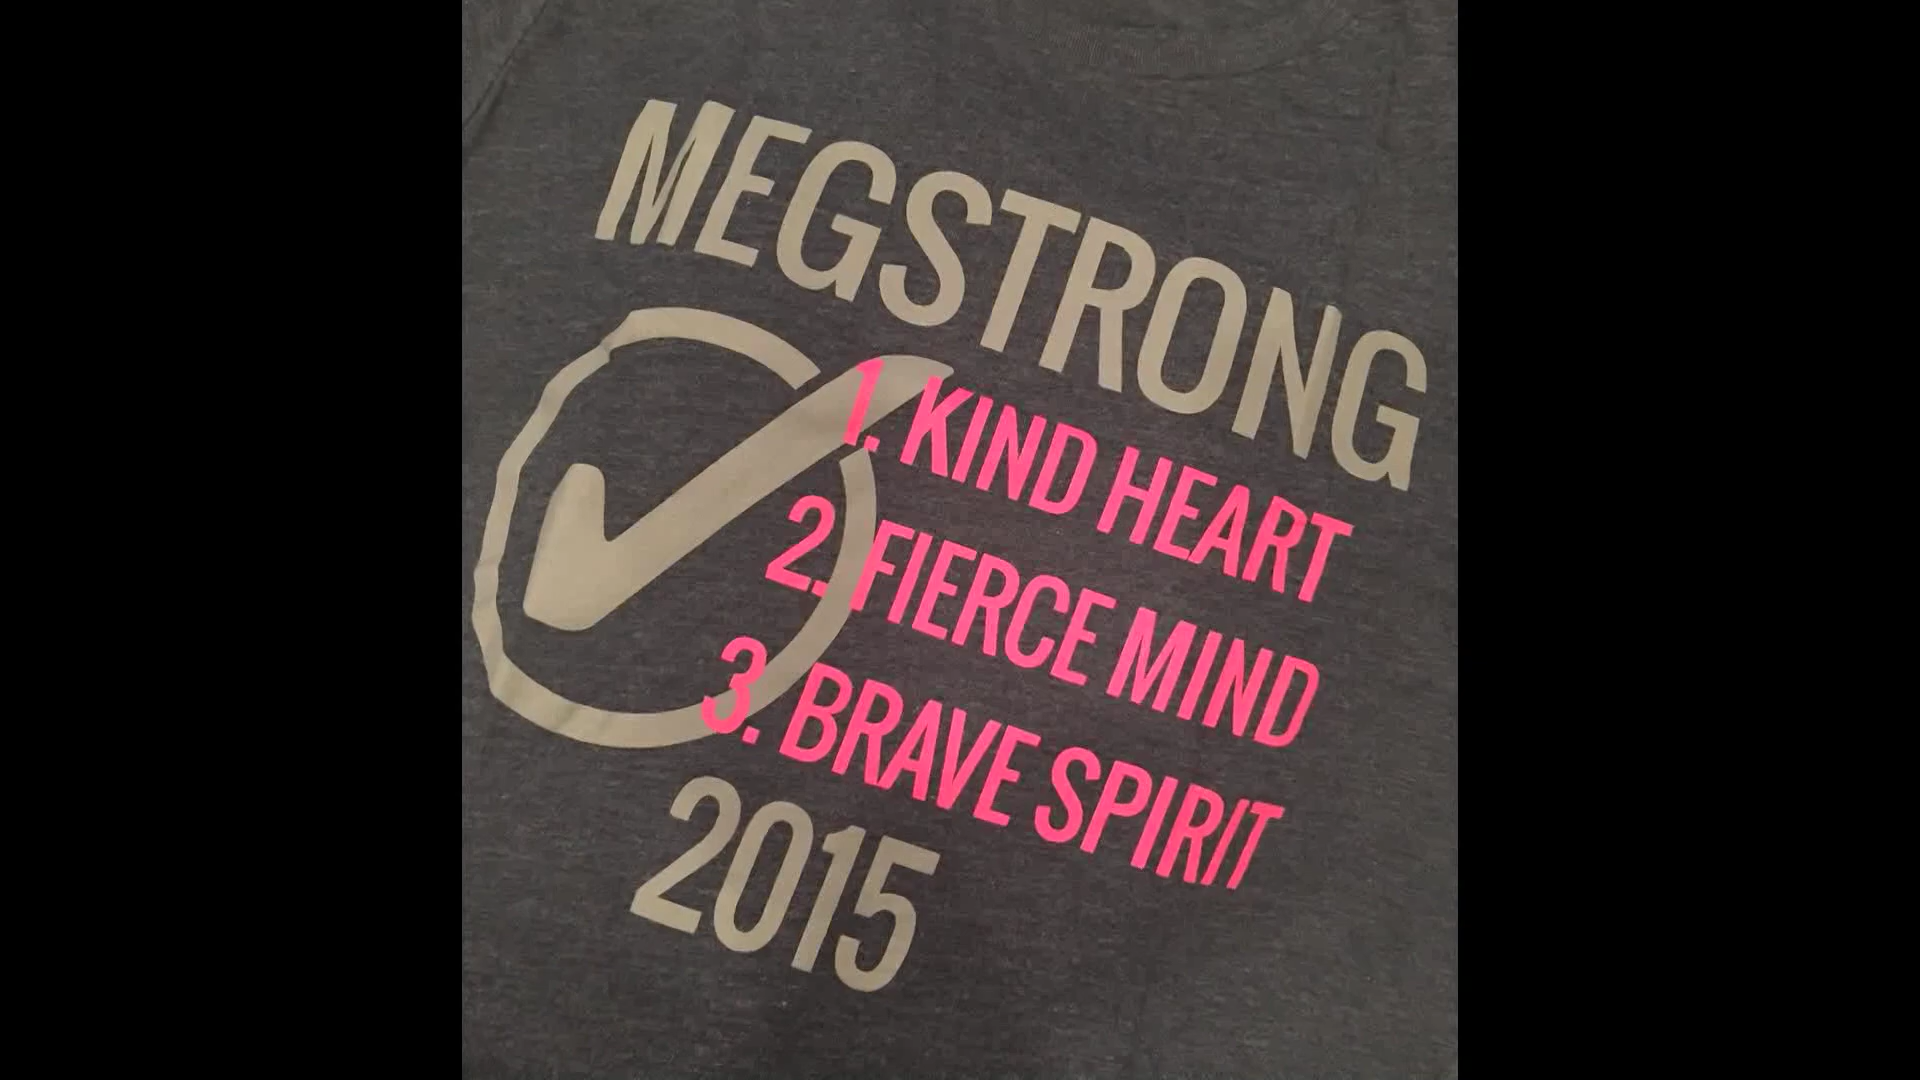 MEGSTRONG
1. KIND HEART
2. FIERCE MIND
3. BRAVE SPIRIT
2015